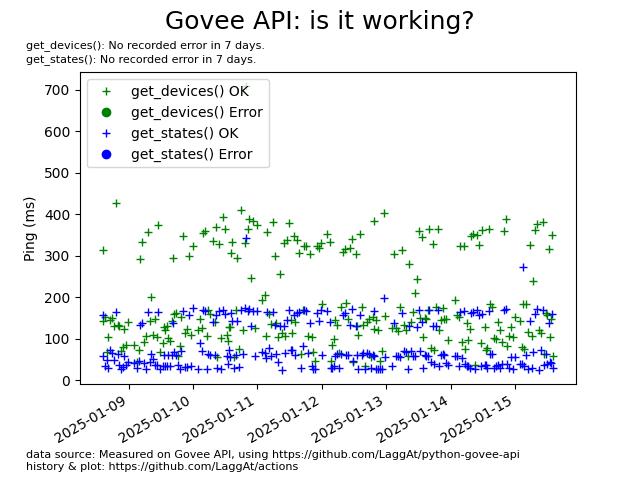 Govee API: is it working?
get_devices(): No recorded error in 7 days.
get_states(): No recorded error in 7 days.
get_devices() OK
get_devices() Error
get_states() OK
get_states() Error
Ping (ms)
700
600
500
400
300
200
100
0
2025-01-09
2025-01-10
2025-01-11
2025-01-12
2025-01-13
2025-01-14
2025-01-15
data source: Measured on Govee API, using https://github.com/LaggAt/python-govee-api
history & plot: https://github.com/LaggAt/actions